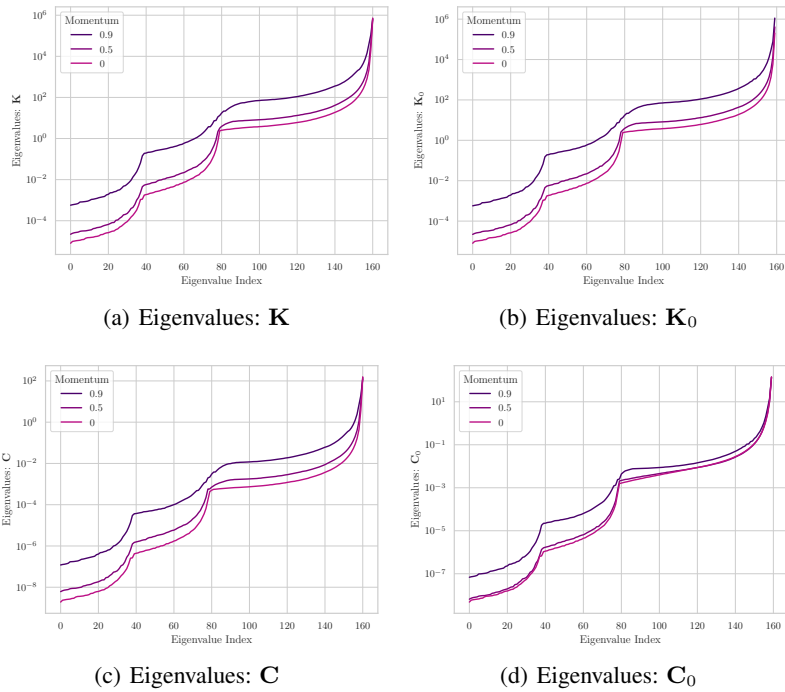 Momentum
0.9
0.5
0
10^6
10^4
10^2
10^0
10^{-2}
10^{-4}
Eigenvalues: K
0 20 40 60 80 100 120 140 160
Eigenvalue Index
(a) Eigenvalues: K
Momentum
0.9
0.5
0
10^6
10^4
10^2
10^0
10^{-2}
10^{-4}
Eigenvalues: K_0
0 20 40 60 80 100 120 140 160
Eigenvalue Index
(b) Eigenvalues: K_0
Momentum
0.9
0.5
0
10^2
10^0
10^{-2}
10^{-4}
10^{-6}
10^{-8}
Eigenvalues: C
0 20 40 60 80 100 120 140 160
Eigenvalue Index
(c) Eigenvalues: C
Momentum
0.9
0.5
0
10^1
10^{-1}
10^{-3}
10^{-5}
10^{-7}
Eigenvalues: C_0
0 20 40 60 80 100 120 140 160
Eigenvalue Index
(d) Eigenvalues: C_0